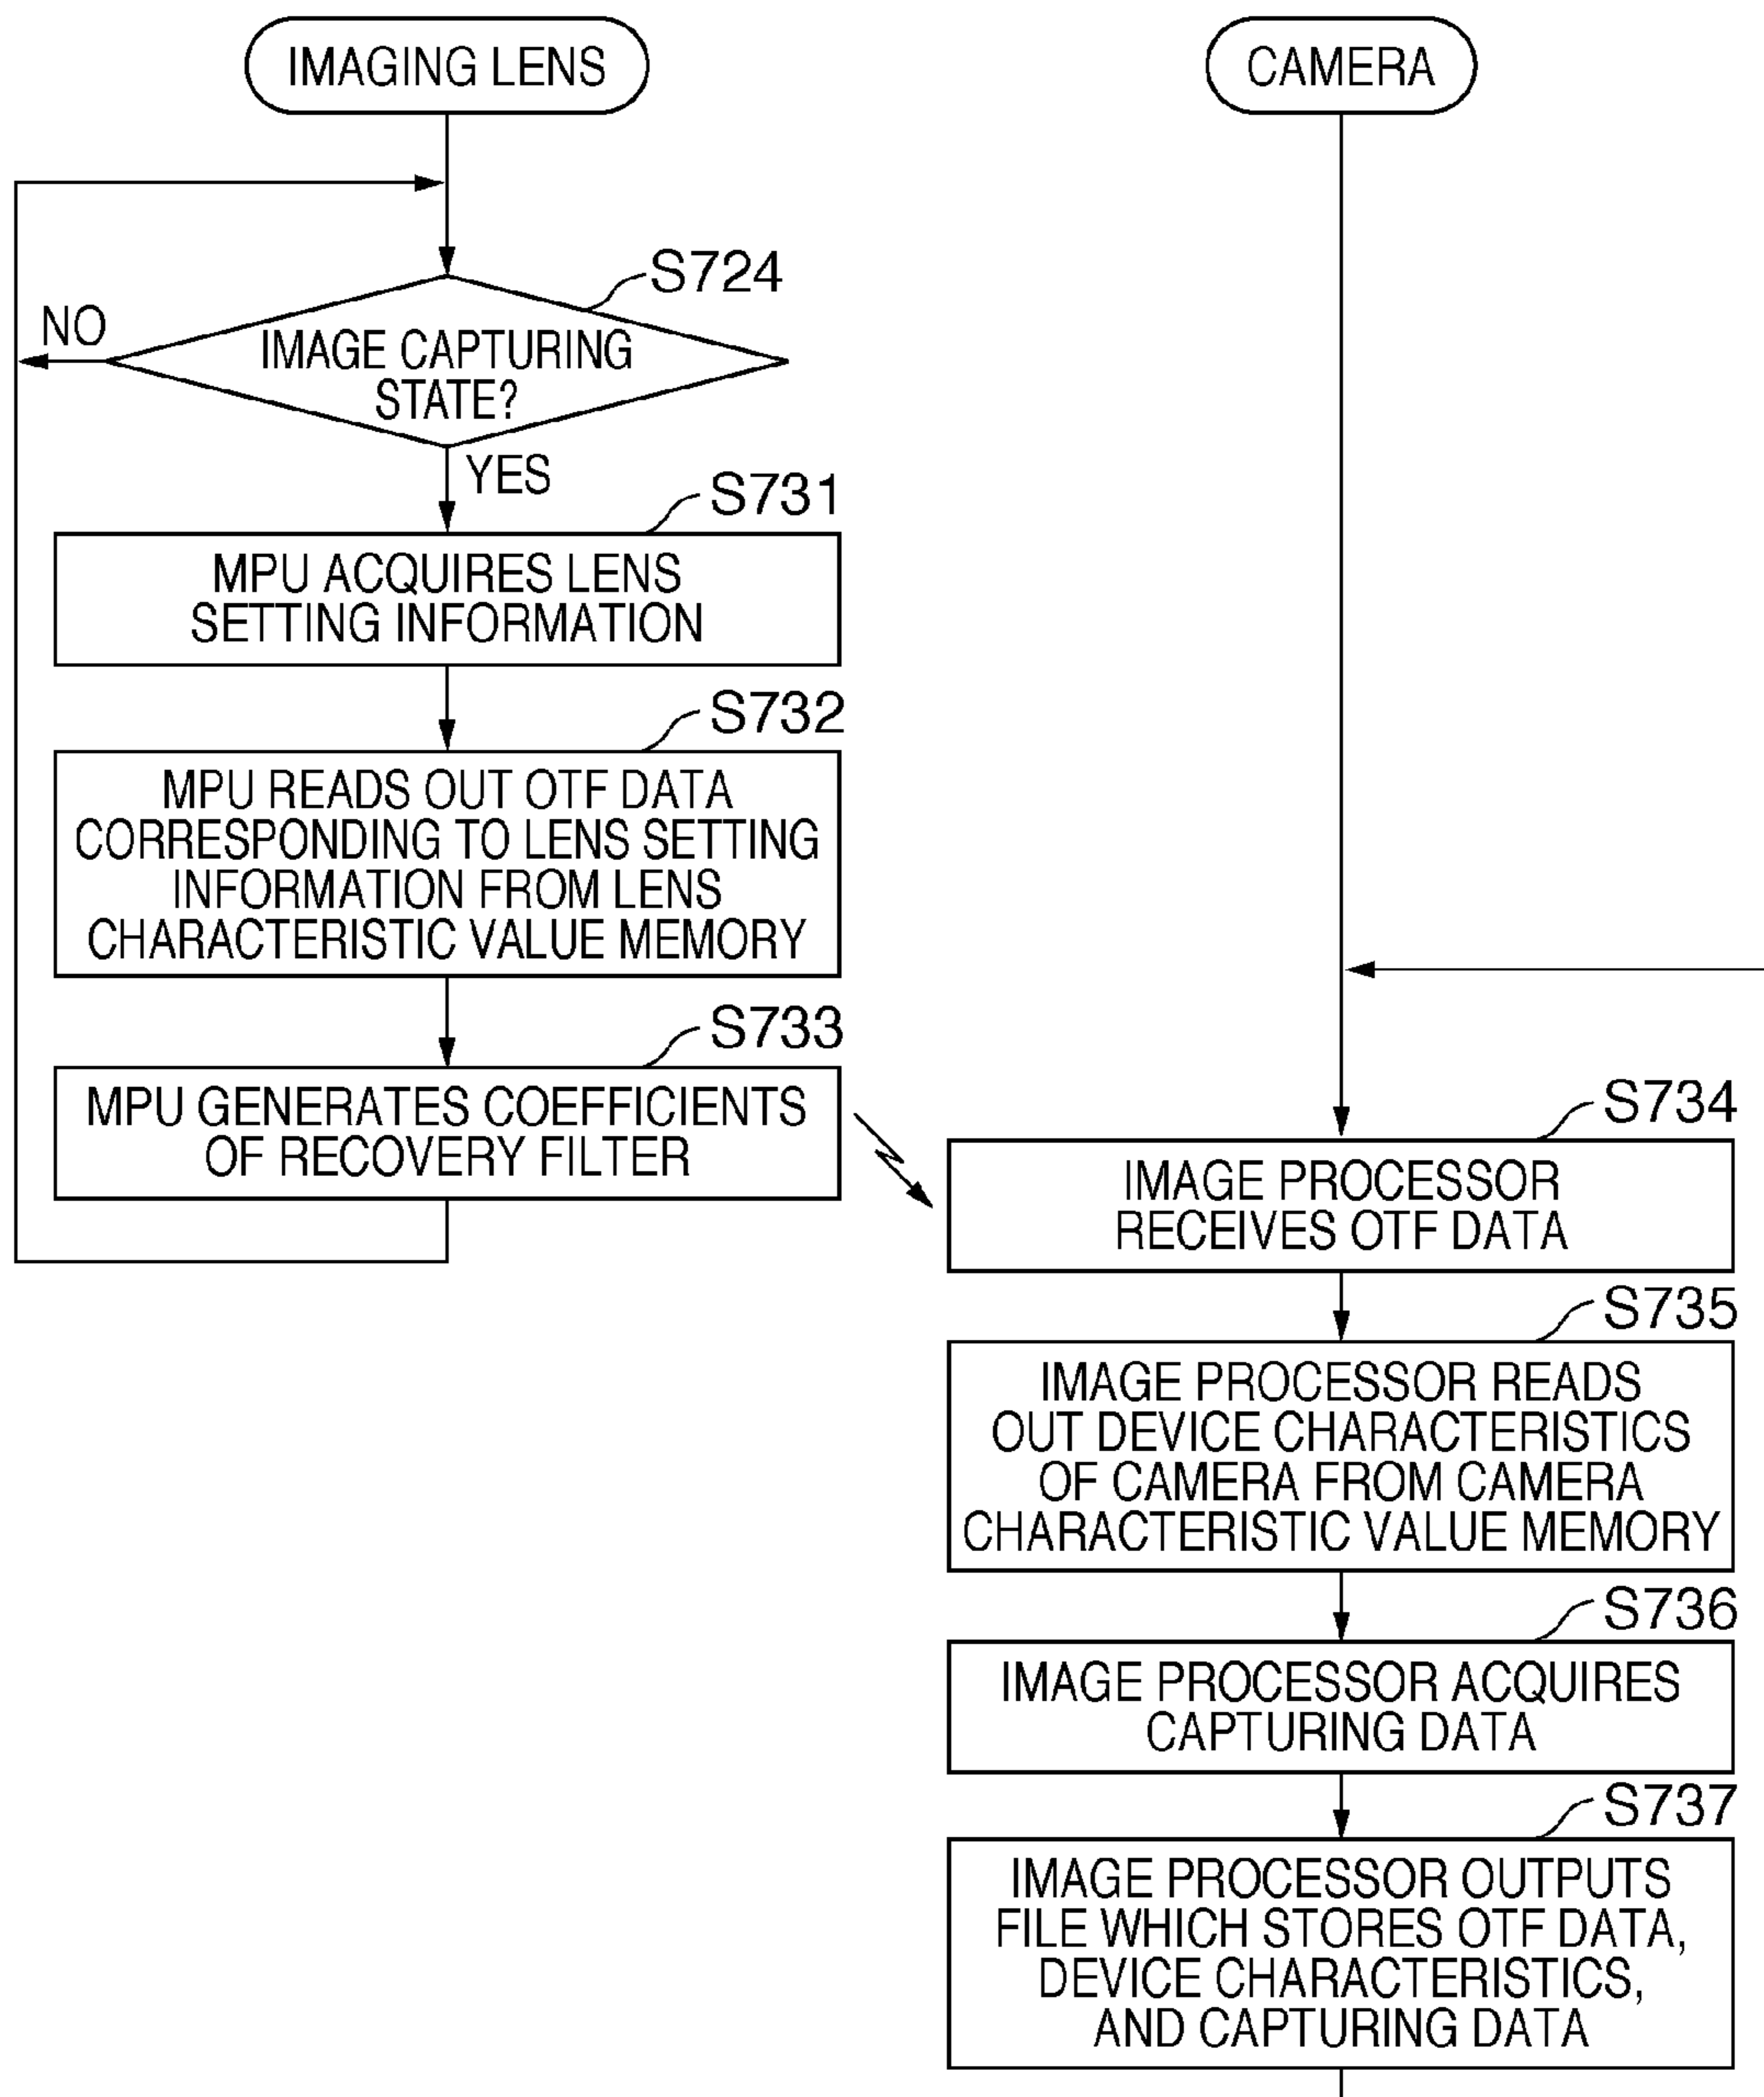 IMAGING LENS
S724
NO
IMAGE CAPTURING
STATE?
YES
S731
MPU ACQUIRES LENS
SETTING INFORMATION
S732
MPU READS OUT OTF DATA
CORRESPONDING TO LENS SETTING
INFORMATION FROM LENS
CHARACTERISTIC VALUE MEMORY
S733
MPU GENERATES COEFFICIENTS
OF RECOVERY FILTER
CAMERA
S734
IMAGE PROCESSOR
RECEIVES OTF DATA
S735
IMAGE PROCESSOR READS
OUT DEVICE CHARACTERISTICS
OF CAMERA FROM CAMERA
CHARACTERISTIC VALUE MEMORY
S736
IMAGE PROCESSOR ACQUIRES
CAPTURING DATA
S737
IMAGE PROCESSOR OUTPUTS
FILE WHICH STORES OTF DATA,
DEVICE CHARACTERISTICS,
AND CAPTURING DATA